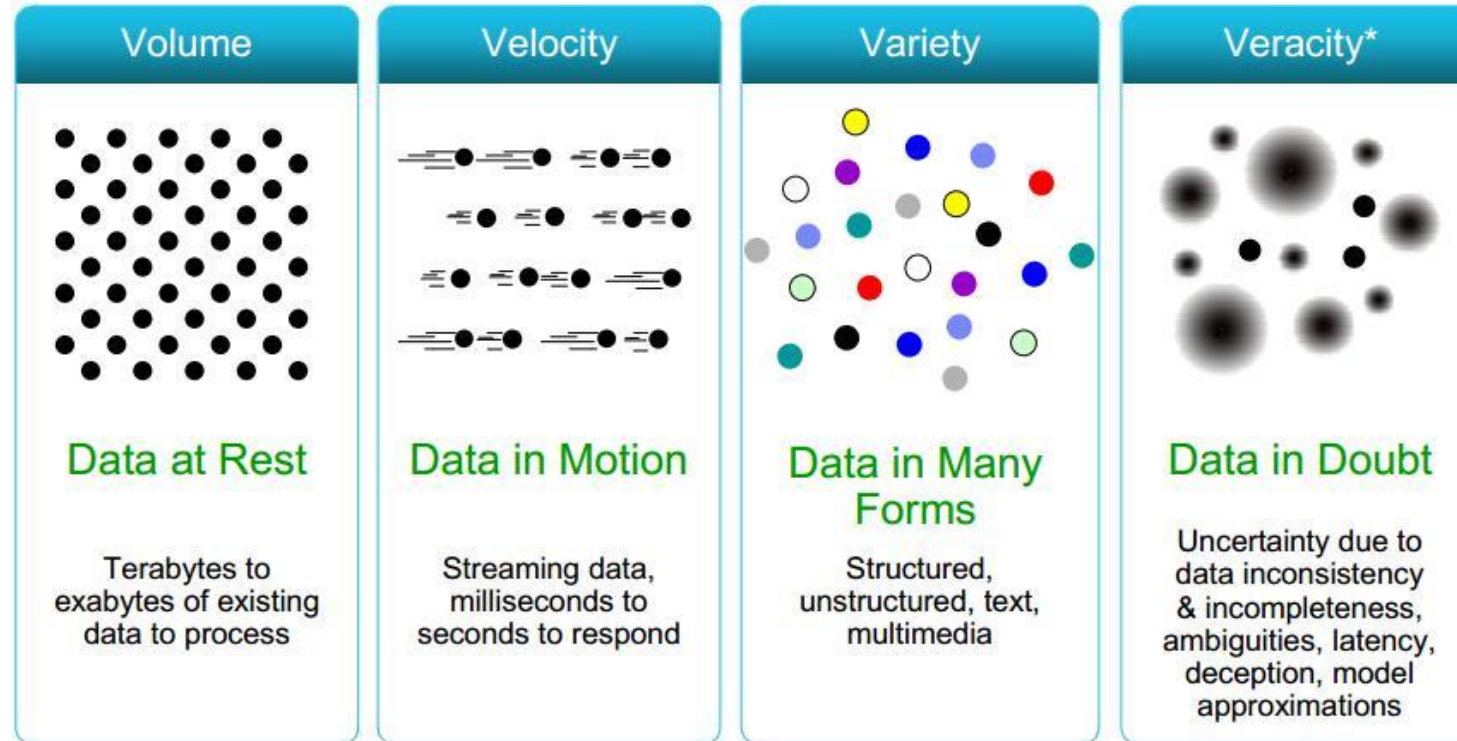 Volume
Data at Rest
Terabytes to
exabytes of existing
data to process
Velocity
Data in Motion
Streaming data,
milliseconds to
seconds to respond
Variety
Data in Many
Forms
Structured,
unstructured, text,
multimedia
Veracity*
Data in Doubt
Uncertainty due to
data inconsistency
& incompleteness,
ambiguities, latency,
deception, model
approximations